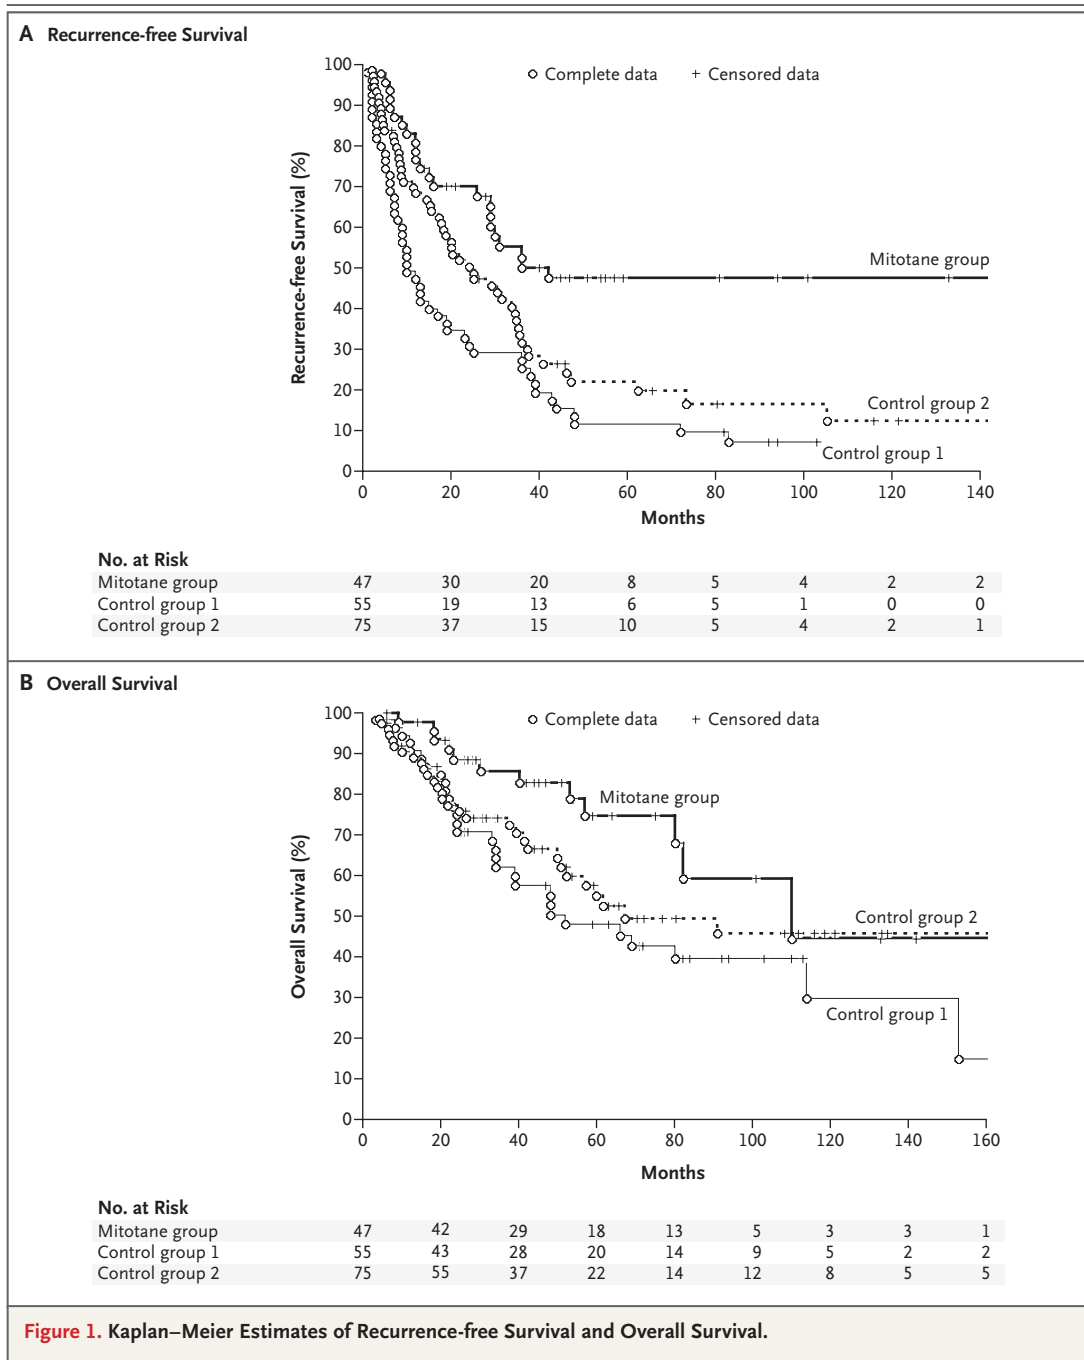 A Recurrence-free Survival
Complete data + Censored data
100
90
80
70
60
50
40
30
20
10
0
Recurrence-free Survival (%)
Mitotane group
Control group 2
Control group 1
0 20 40 60 80 100 120 140
Months
No. at Risk
Mitotane group 47 30 20 8 5 4 2 2
Control group 1 55 19 13 6 5 1 0 0
Control group 2 75 37 15 10 5 4 2 1
B Overall Survival
Complete data + Censored data
100
90
80
70
60
50
40
30
20
10
0
Overall Survival (%)
Mitotane group
Control group 2
Control group 1
0 20 40 60 80 100 120 140 160
Months
No. at Risk
Mitotane group 47 42 29 18 13 5 3 3 1
Control group 1 55 43 28 20 14 9 5 2 2
Control group 2 75 55 37 22 14 12 8 5 5
Figure 1. Kaplan–Meier Estimates of Recurrence-free Survival and Overall Survival.